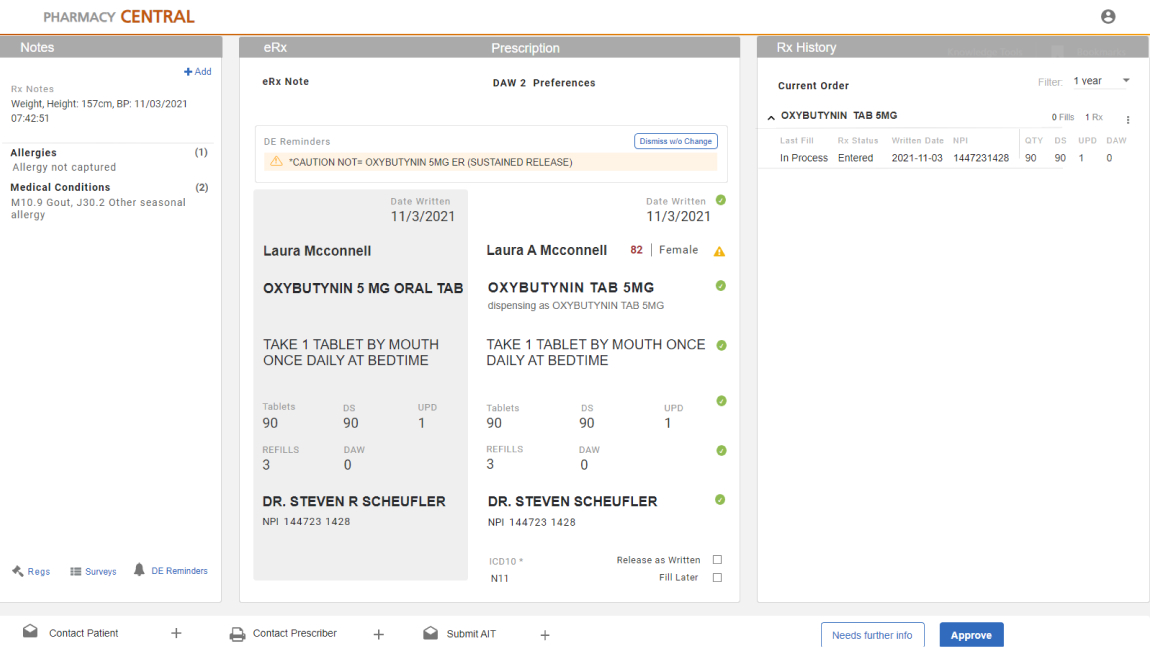 PHARMACY CENTRAL
Notes
+ Add
Rx Notes
Weight, Height: 157cm, BP: 11/03/2021
07:42:51
Allergies (1)
Allergy not captured
Medical Conditions (2)
M10.9 Gout, J30.2 Other seasonal
allergy
Regs Surveys DE Reminders
eRx Prescription
eRx Note DAW 2 Preferences
DE Reminders Dismiss w/o Change
*CAUTION NOT= OXYBUTYNIN 5MG ER (SUSTAINED RELEASE)
Date Written
11/3/2021
Laura Mcconnell
OXYBUTYNIN 5 MG ORAL TAB
TAKE 1 TABLET BY MOUTH
ONCE DAILY AT BEDTIME
Tablets DS UPD
90 90 1
REFILLS DAW
3 0
DR. STEVEN R SCHEUFLER
NPI 144723 1428
Date Written
11/3/2021
Laura A Mcconnell 82 | Female
OXYBUTYNIN TAB 5MG
dispensing as OXYBUTYNIN TAB 5MG
TAKE 1 TABLET BY MOUTH ONCE
DAILY AT BEDTIME
Tablets DS UPD
90 90 1
REFILLS DAW
3 0
DR. STEVEN SCHEUFLER
NPI 144723 1428
ICD10 * Release as Written
N11 Fill Later
Rx History
Current Order Filter: 1 year
OXYBUTYNIN TAB 5MG 0 Fills 1 Rx
Last Fill Rx Status Written Date NPI QTY DS UPD DAW
In Process Entered 2021-11-03 1447231428 90 90 1 0
Contact Patient + Contact Prescriber + Submit AIT + Needs further info Approve